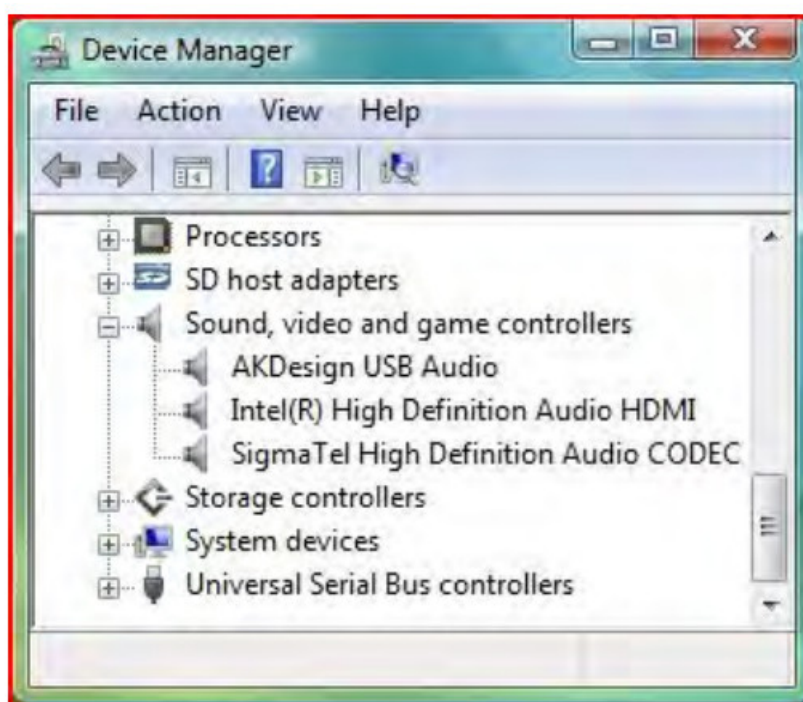 Device Manager
File Action View Help
Processors
SD host adapters
Sound, video and game controllers
AKDesign USB Audio
Intel(R) High Definition Audio HDMI
SigmaTel High Definition Audio CODEC
Storage controllers
System devices
Universal Serial Bus controllers